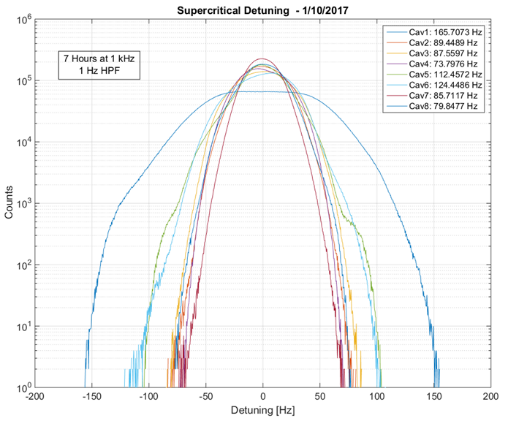 Supercritical Detuning - 1/10/2017
10^6
10^5
10^4
10^3
10^2
10^1
10^0
Counts
7 Hours at 1 kHz
1 Hz HPF
Cav1: 165.7073 Hz
Cav2: 89.4489 Hz
Cav3: 87.5597 Hz
Cav4: 73.7976 Hz
Cav5: 112.4572 Hz
Cav6: 124.4486 Hz
Cav7: 85.7117 Hz
Cav8: 79.8477 Hz
-200 -150 -100 -50 0 50 100 150 200
Detuning [Hz]